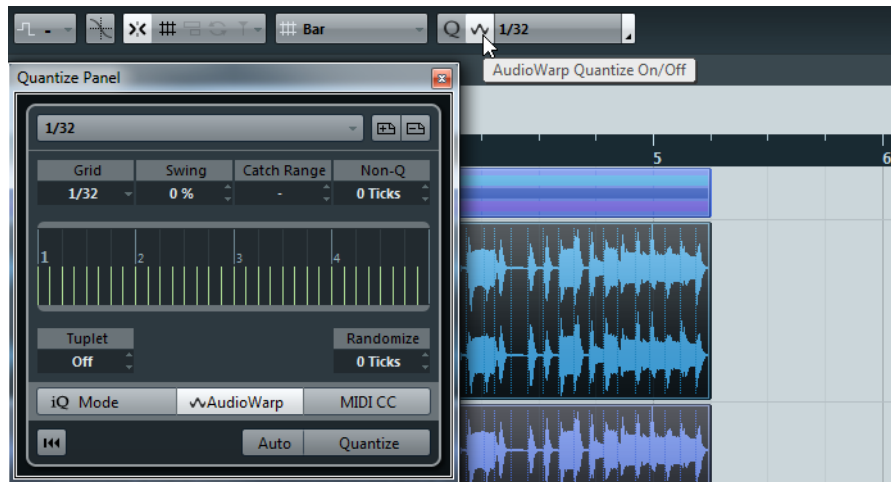 Bar
Q
1/32
AudioWarp Quantize On/Off
Quantize Panel
1/32
Grid
Swing
Catch Range
Non-Q
1/32
0 %
-
0 Ticks
1
2
3
4
Tuplet
Randomize
Off
0 Ticks
iQ Mode
AudioWarp
MIDI CC
Auto
Quantize
5
6